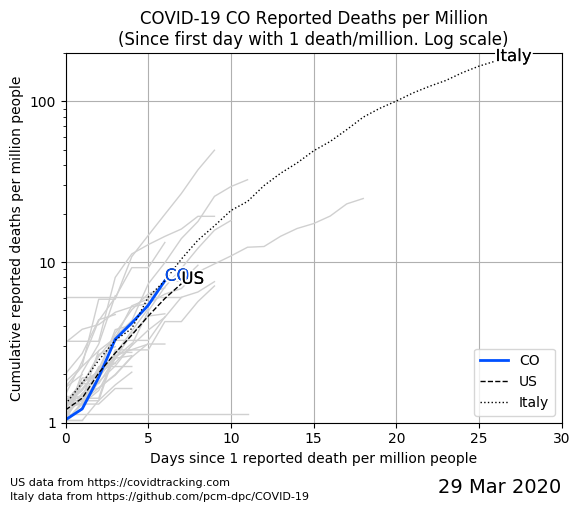 COVID-19 CO Reported Deaths per Million
(Since first day with 1 death/million. Log scale)
Cumulative reported deaths per million people
100
10
1
Italy
CO
US
CO
US
Italy
0 5 10 15 20 25 30
Days since 1 reported death per million people
US data from https://covidtracking.com
Italy data from https://github.com/pcm-dpc/COVID-19
29 Mar 2020